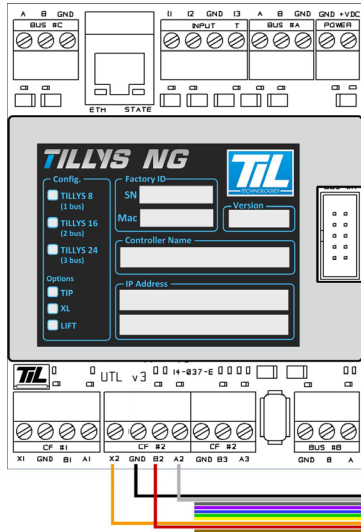 A B GND
BUS #C
I1 I2 GND I3
INPUT T
A B GND
BUS #A
GND +VDC
POWER
ETH STATE
TILLYS NG
TiL
TECHNOLOGIES
Config.
TILLYS 8
(1 bus)
TILLYS 16
(2 bus)
TILLYS 24
(3 bus)
Options
TIP
XL
LIFT
Factory ID
SN
Mac
Version
Controller Name
IP Address
TiL
UTL v3
14-037-E
CF #1
X1 GND B1 A1
CF #2
X2 GND B2 A2
CF #2
GND B3 A3
BUS #B
GND B A